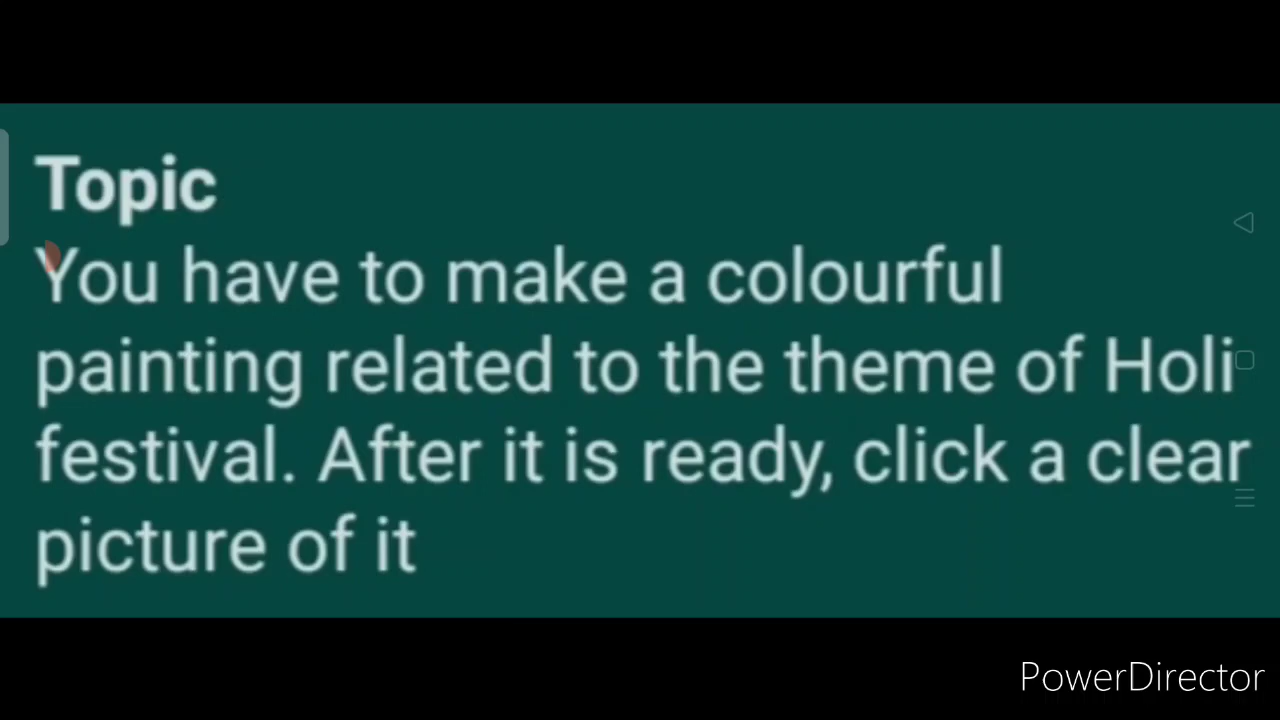 Topic
You have to make a colourful
painting related to the theme of Holi
festival. After it is ready, click a clear
picture of it
PowerDirector